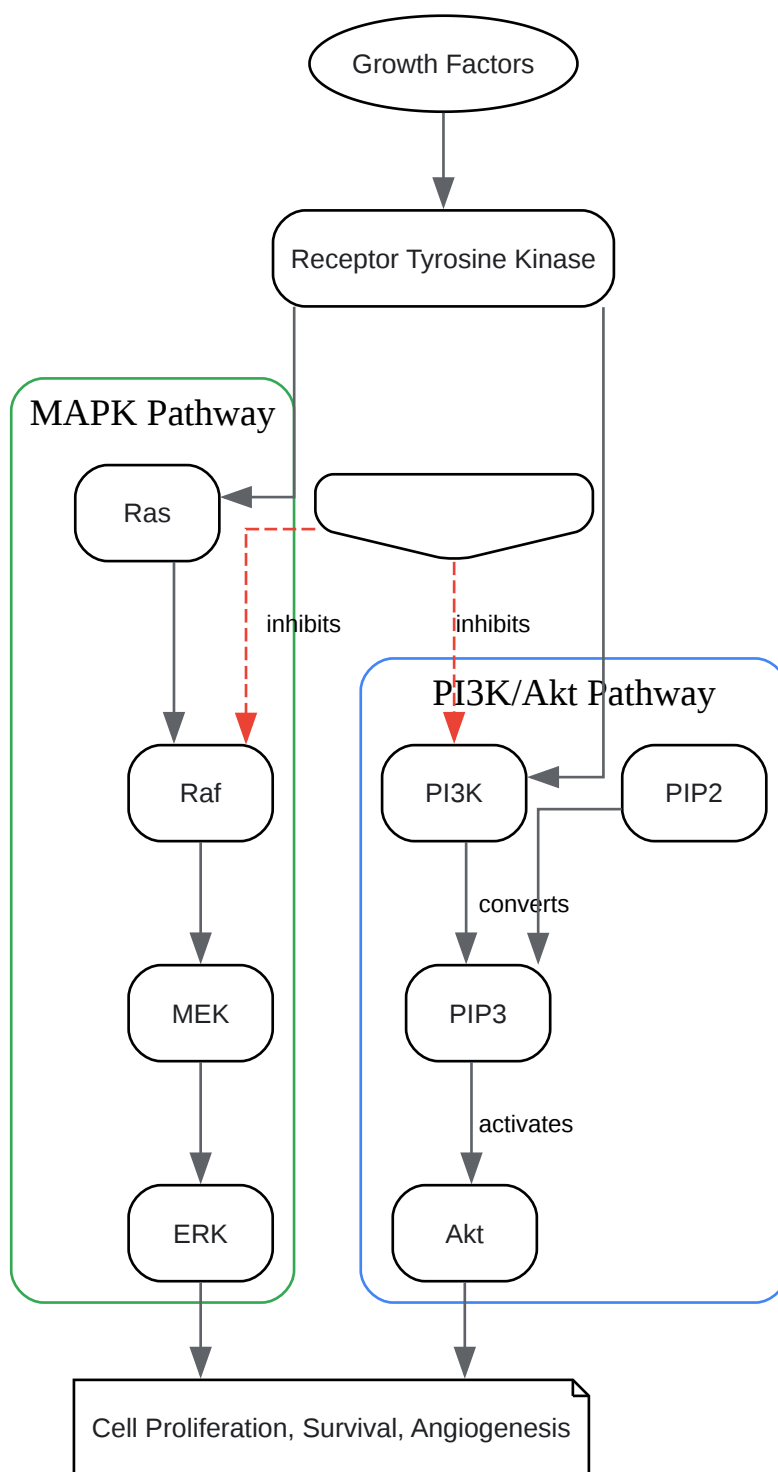 Growth Factors
Receptor Tyrosine Kinase
MAPK Pathway
Ras
inhibits
inhibits
PI3K/Akt Pathway
Raf
PI3K
PIP2
converts
MEK
PIP3
activates
ERK
Akt
Cell Proliferation, Survival, Angiogenesis